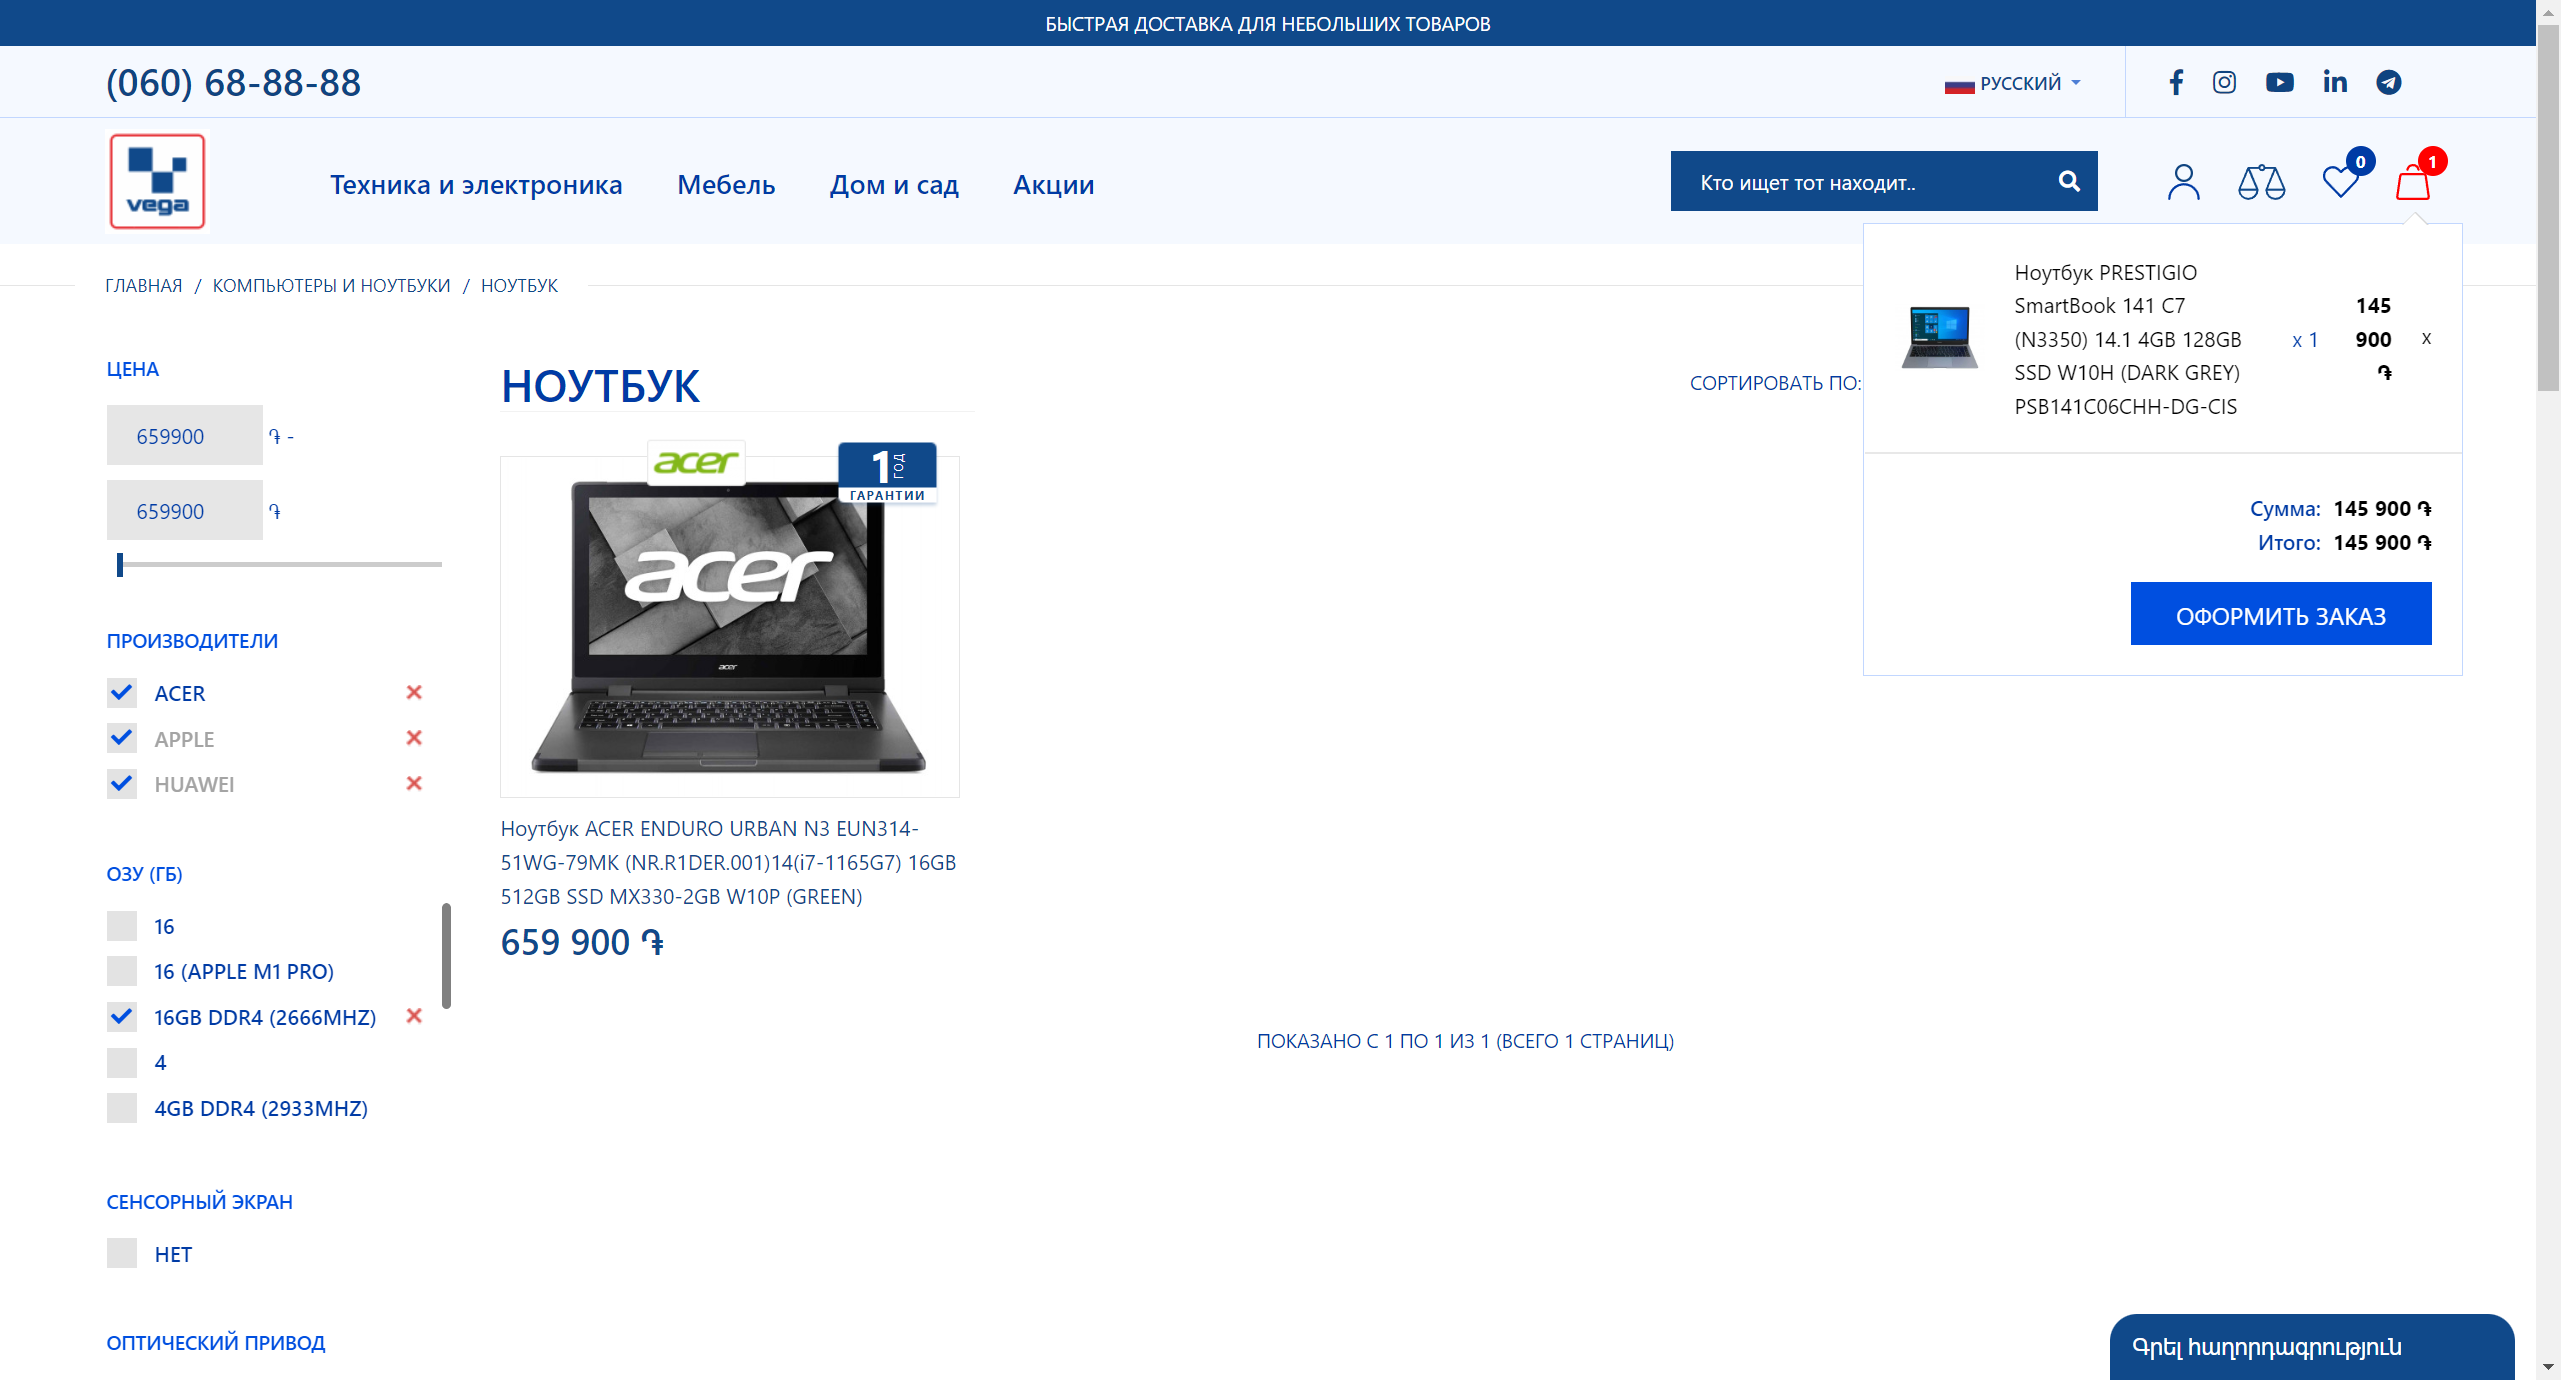 БЫСТРАЯ ДОСТАВКА ДЛЯ НЕБОЛЬШИХ ТОВАРОВ
(060) 68-88-88
РУССКИЙ
vega
Техника и электроника
Мебель
Дом и сад
Акции
Кто ищет тот находит..
0
1
ГЛАВНАЯ / КОМПЬЮТЕРЫ И НОУТБУКИ / НОУТБУК
Ноутбук PRESTIGIO
SmartBook 141 C7
(N3350) 14.1 4GB 128GB
SSD W10H (DARK GREY)
PSB141C06CHH-DG-CIS
x 1
145
900
֏
x
Сумма: 145 900 ֏
Итого: 145 900 ֏
ОФОРМИТЬ ЗАКАЗ
ЦЕНА
659900 ֏ -
659900 ֏
ПРОИЗВОДИТЕЛИ
ACER
APPLE
HUAWEI
ОЗУ (ГБ)
16
16 (APPLE M1 PRO)
16GB DDR4 (2666MHZ)
4
4GB DDR4 (2933MHZ)
СЕНСОРНЫЙ ЭКРАН
НЕТ
ОПТИЧЕСКИЙ ПРИВОД
НОУТБУК
СОРТИРОВАТЬ ПО:
acer
1 ГОД
ГАРАНТИИ
acer
acer
Ноутбук ACER ENDURO URBAN N3 EUN314-
51WG-79MK (NR.R1DER.001)14(i7-1165G7) 16GB
512GB SSD MX330-2GB W10P (GREEN)
659 900 ֏
ПОКАЗАНО С 1 ПО 1 ИЗ 1 (ВСЕГО 1 СТРАНИЦ)
Գրել հաղորդագրություն